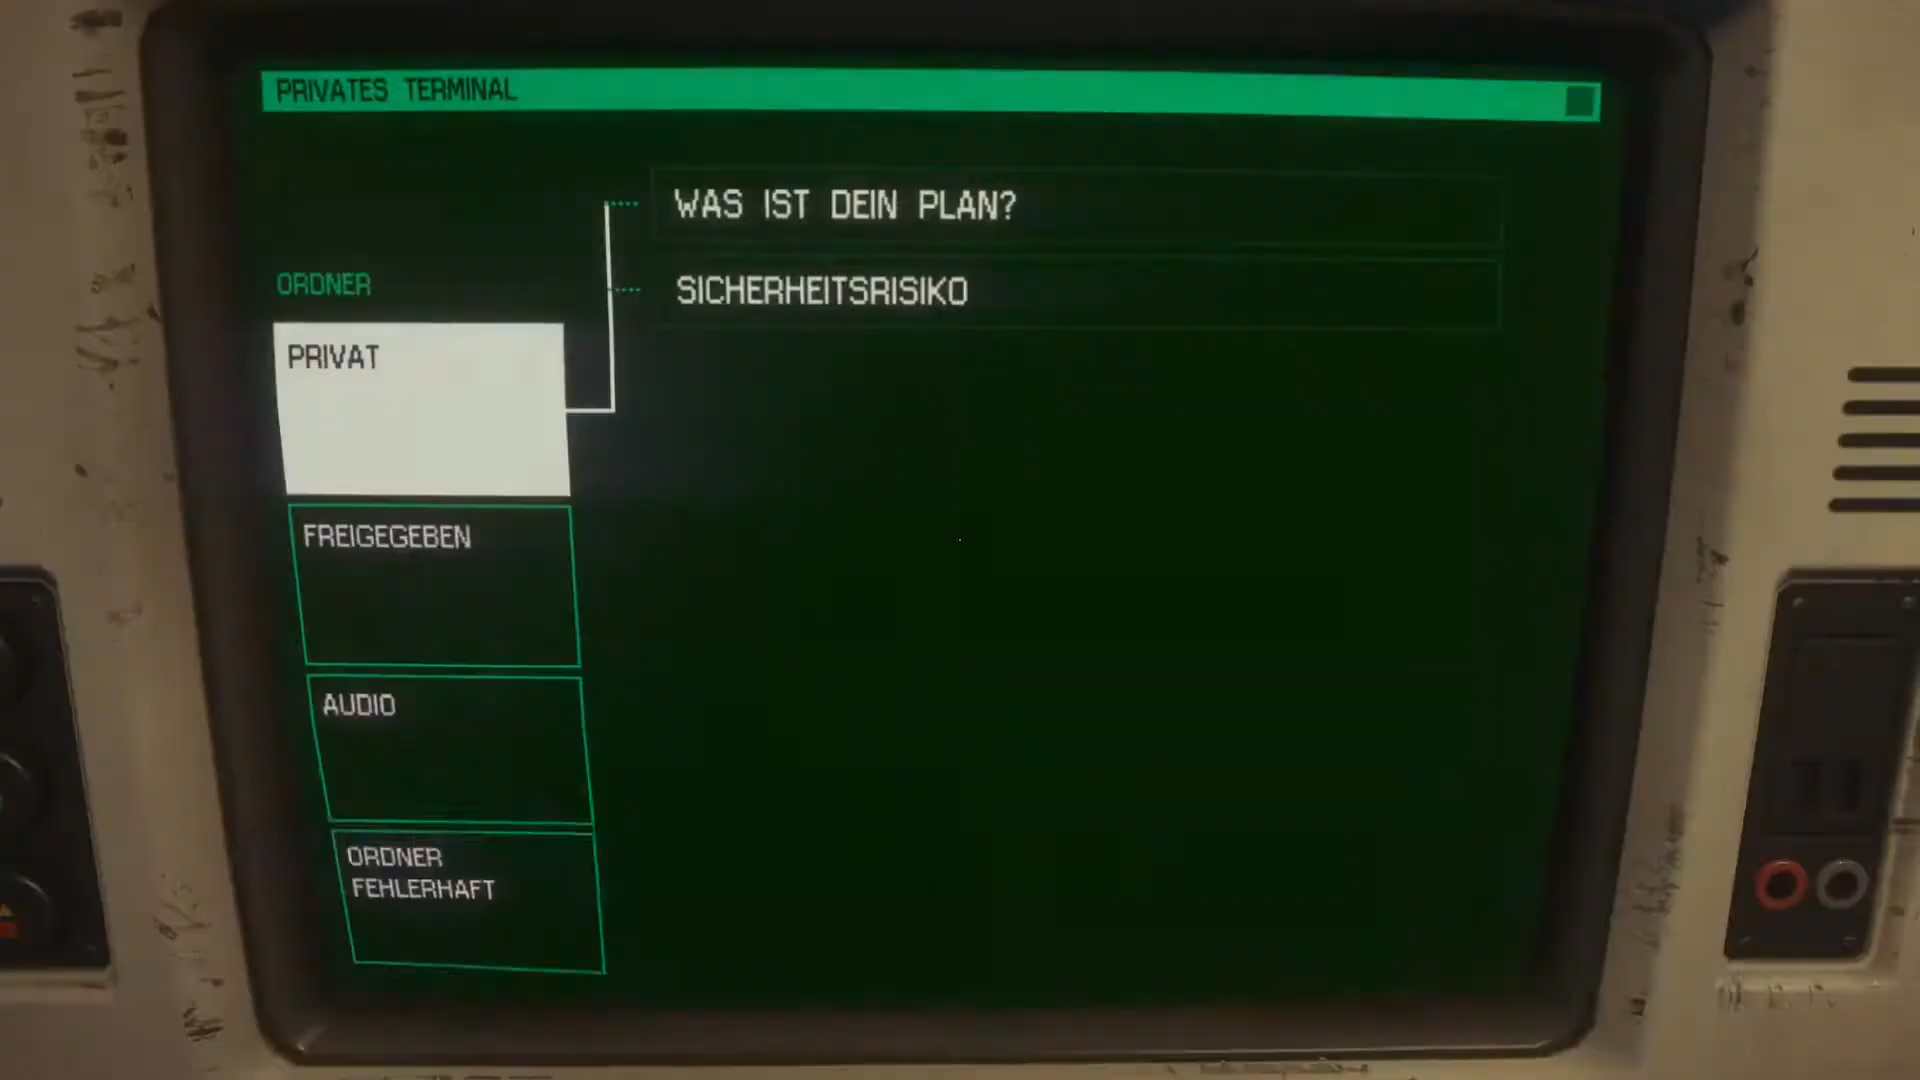 PRIVATES TERMINAL
WAS IST DEIN PLAN?
SICHERHEITSRISIKO
ORDNER
PRIVAT
FREIGEGEBEN
AUDIO
ORDNER
FEHLERHAFT